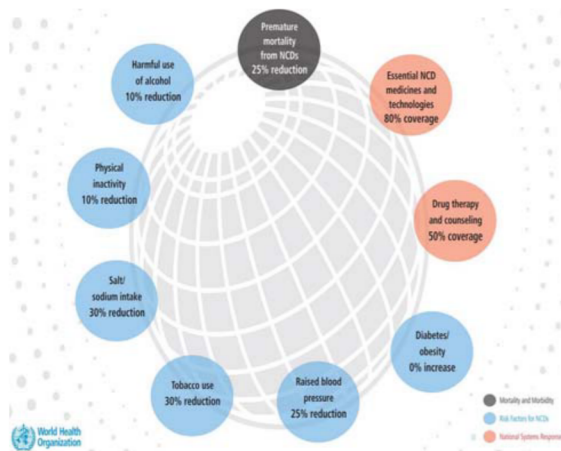 Premature
mortality
from NCDs
25% reduction
Harmful use
of alcohol
10% reduction
Essential NCD
medicines and
technologies
80% coverage
Physical
inactivity
10% reduction
Drug therapy
and counseling
50% coverage
Salt/
sodium intake
30% reduction
Diabetes/
obesity
0% increase
Tobacco use
30% reduction
Raised blood
pressure
25% reduction
Mortality and Morbidity
Risk Factors for NCDs
National Systems Response
World Health
Organization